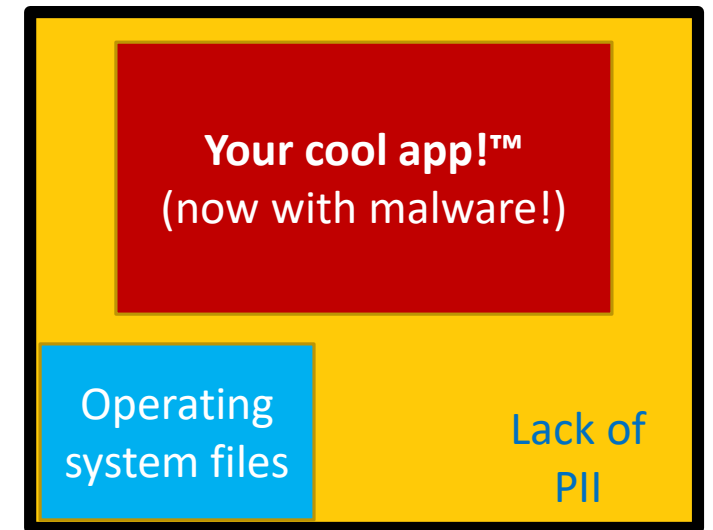 Your cool app!™
(now with malware!)
Operating
system files
Lack of
PII